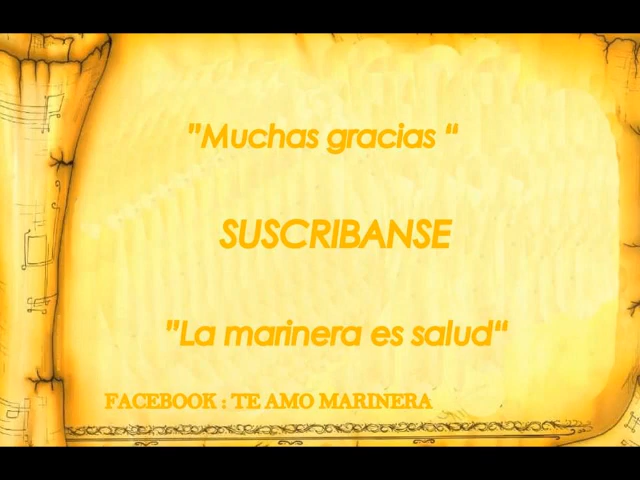 ”Muchas gracias “
SUSCRIBANSE
”La marinera es salud“
FACEBOOK : TE AMO MARINERA